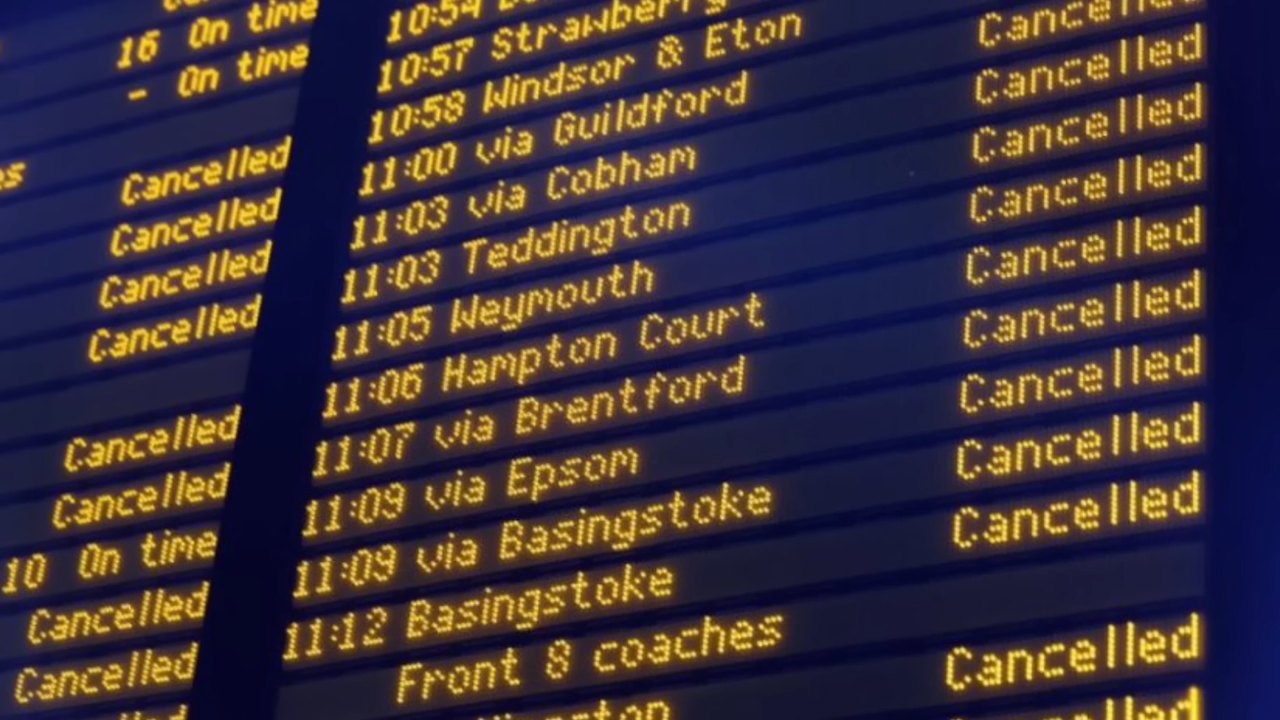 16 On time
- On time
Cancelled
Cancelled
Cancelled
Cancelled
Cancelled
Cancelled
10 On time
Cancelled
Cancelled
10:54
10:57 Strawberry
10:58 Windsor & Eton
11:00 via Guildford Cancelled
11:03 via Cobham Cancelled
11:03 Teddington Cancelled
11:05 Weymouth Cancelled
11:06 Hampton Court Cancelled
11:07 via Brentford Cancelled
11:09 via Epsom Cancelled
11:09 via Basingstoke Cancelled
11:12 Basingstoke Cancelled
Front 8 coaches
Cancelled
Cancelled